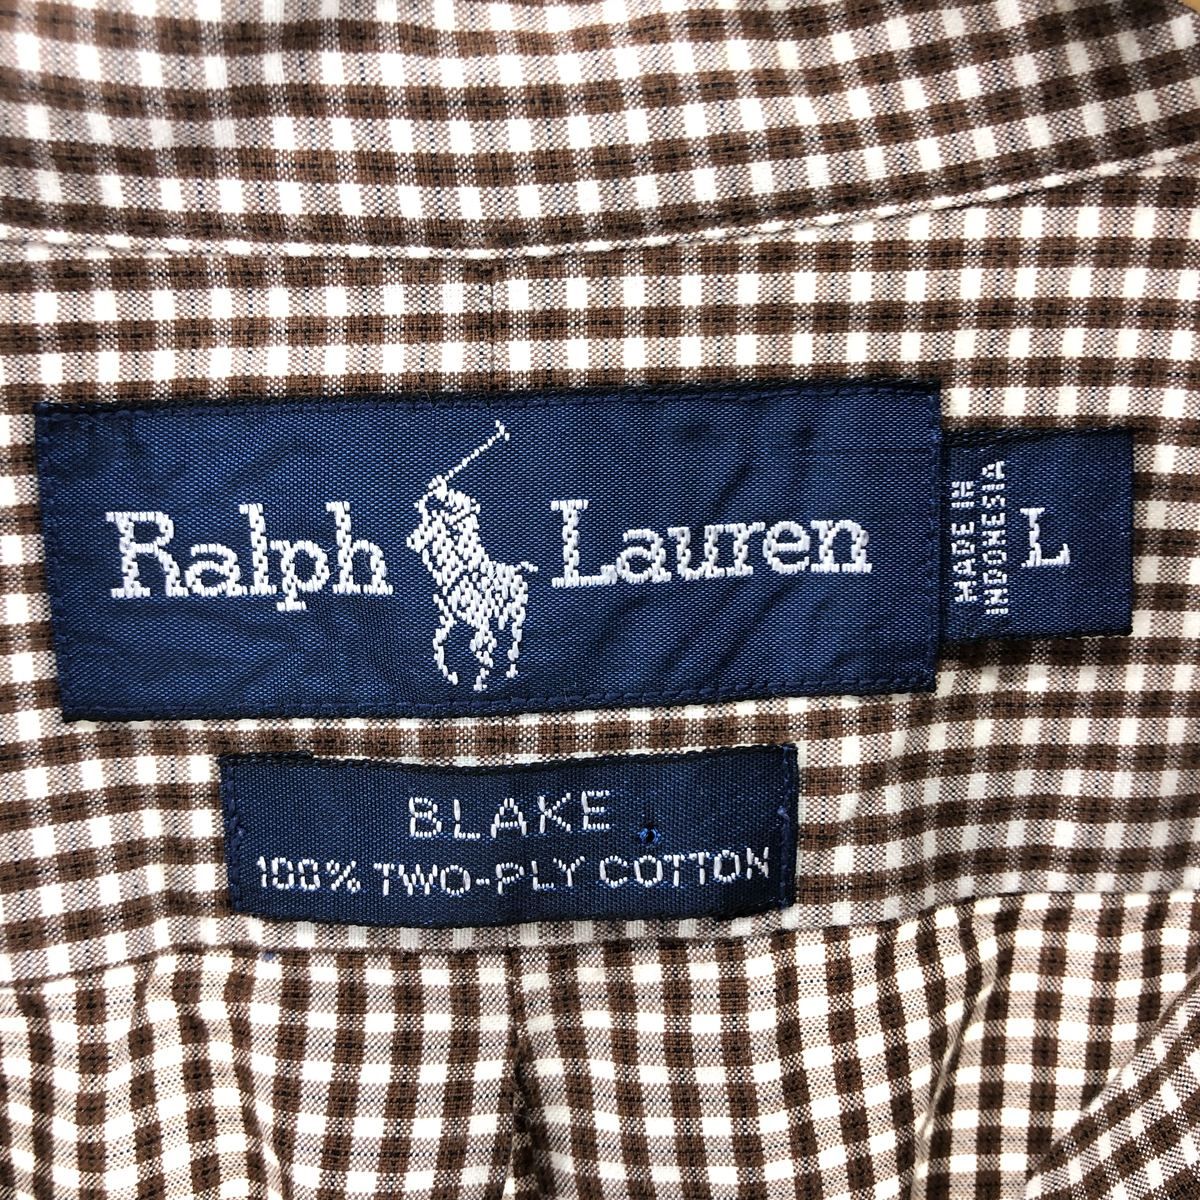 Ralph Lauren
MADE IN
INDONESIA
L
BLAKE
100% TWO-PLY COTTON